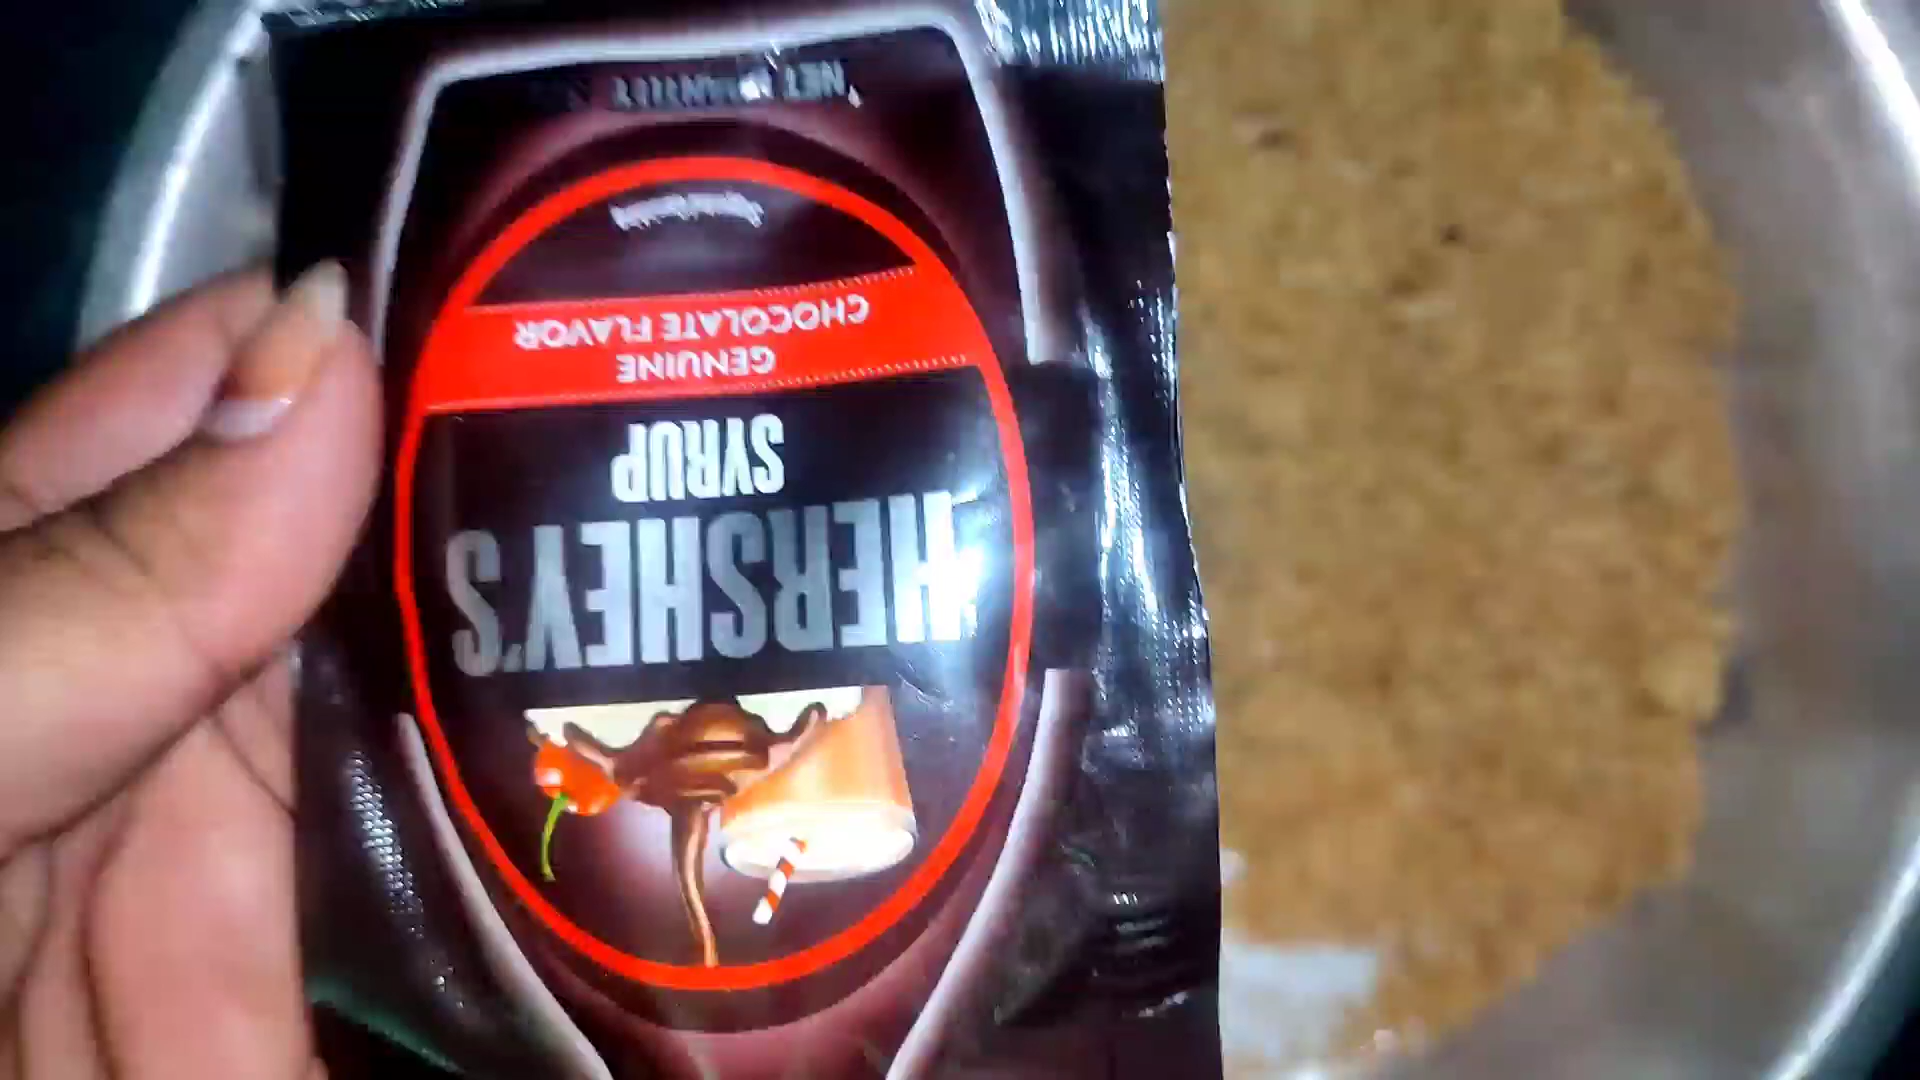 HERSHEY'S
SYRUP
GENUINE
CHOCOLATE FLAVOR
NET QUANTITY